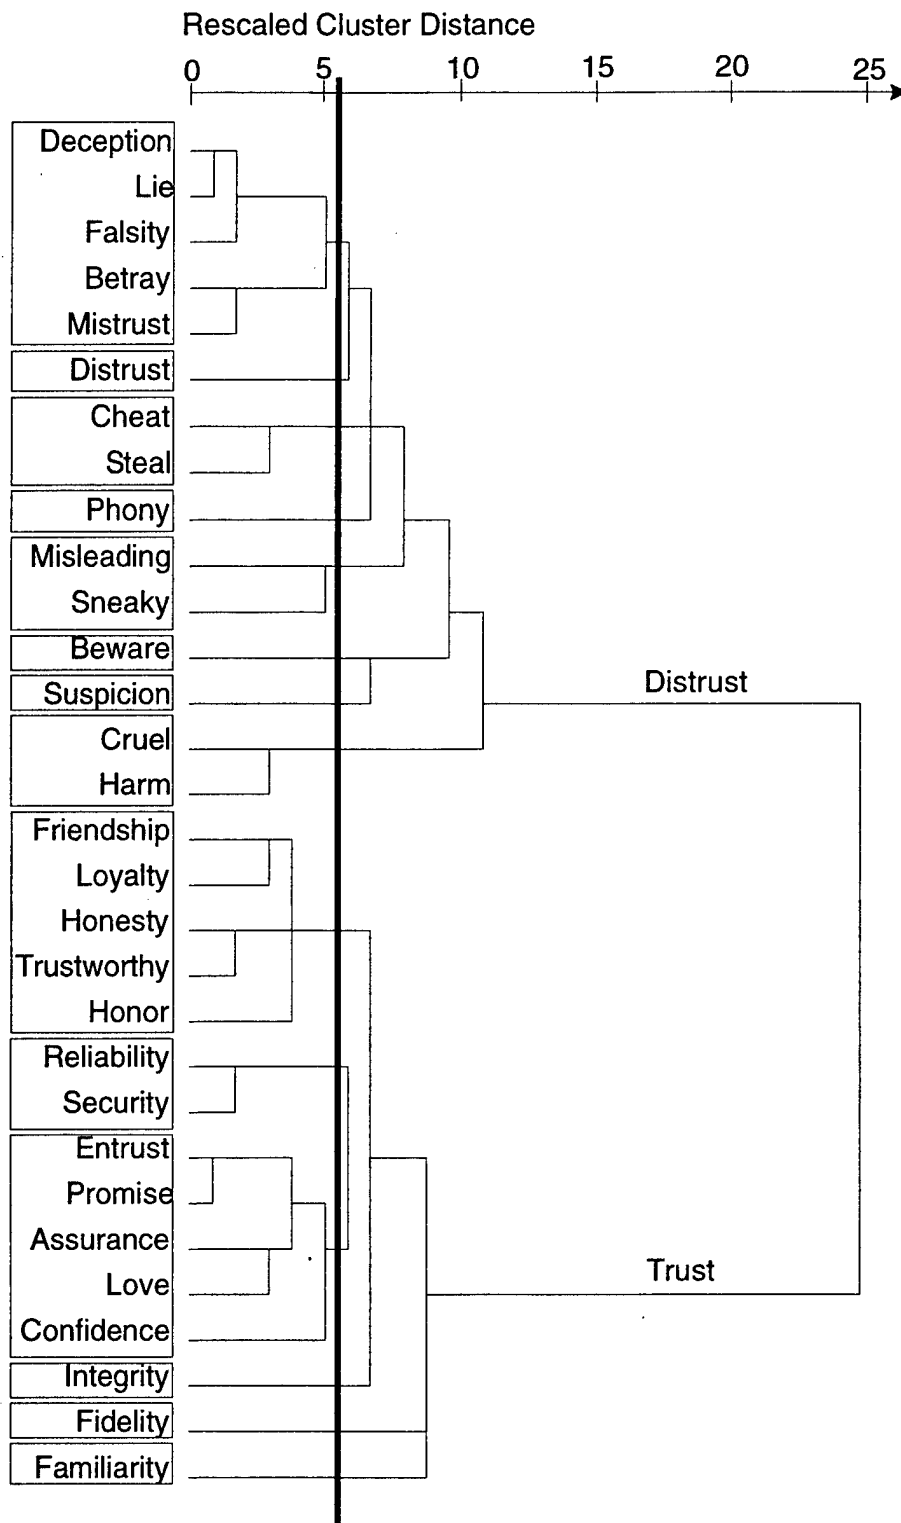 Rescaled Cluster Distance
0 5 10 15 20 25
Deception
Lie
Falsity
Betray
Mistrust
Distrust
Cheat
Steal
Phony
Misleading
Sneaky
Beware
Suspicion
Distrust
Cruel
Harm
Friendship
Loyalty
Honesty
Trustworthy
Honor
Reliability
Security
Entrust
Promise
Assurance
Love
Trust
Confidence
Integrity
Fidelity
Familiarity